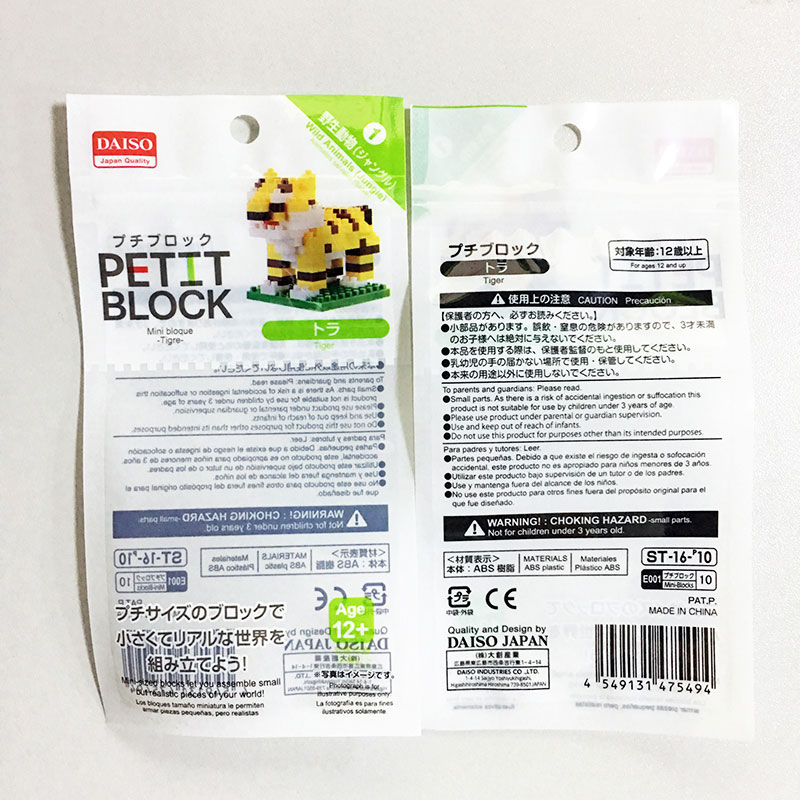 DAISO
Japan Quality
野生動物(ジャングル)
Wild Animals (Jungle)
1
プチブロック
PETIT
BLOCK
Mini bloque
-Tigre-
トラ
Tiger
プチサイズのブロックで
小さくてリアルな世界を
組み立てよう!
Mini-sized blocks let you assemble small
but realistic pieces of your world!
Los bloques tamaño miniatura le permiten
armar piezas pequeñas, pero realistas
Age
12+
※写真はイメージです。
Photograph is for
illustrative purposes only
La fotografía es para fines
ilustrativos solamente
プチブロック
トラ
Tiger
対象年齢:12歳以上
For ages 12 and up
使用上の注意 CAUTION Precaución
【保護者の方へ、必ずお読みください。】
●小部品があります。誤飲・窒息の危険がありますので、3才未満
のお子様へは絶対に与えないでください。
●本品を使用する際は、保護者監督のもと使用してください。
●乳幼児の手の届かない場所で使用・保管してください。
●本来の用途以外に使用しないでください。
To parents and guardians: Please read.
●Small parts. As there is a risk of accidental ingestion or suffocation this
product is not suitable for use by children under 3 years of age.
●Please use product under parental or guardian supervision.
●Use and keep out of reach of infants.
●Do not use this product for purposes other than its intended purposes.
Para padres y tutores: Leer.
●Partes pequeñas. Debido a que existe el riesgo de ingesta o sofocación
accidental, este producto no es apropiado para niños menores de 3 años.
●Utilizar este producto bajo supervisión de un tutor o de los padres.
●Use y mantenga fuera del alcance de los niños.
●No use este producto para otros fines fuera del propósito original para el
que fue diseñado.
WARNING! : CHOKING HAZARD -small parts.
Not for children under 3 years old.
<材質表示>
本体:ABS 樹脂
MATERIALS
ABS plastic
Materiales
Plástico ABS
ST-16-P10
E001 プチブロック Mini-Blocks 10
プラ
中袋・外袋
CE
PAT.P.
MADE IN CHINA
Quality and Design by
DAISO JAPAN
(株)大創産業
広島県東広島市西条吉行東1-4-14
DAISO INDUSTRIES CO.,LTD.
1-4-14 Saijo Yoshiyukihigashi,
Higashihiroshima Hiroshima 739-8501,JAPAN
4 549131 475494